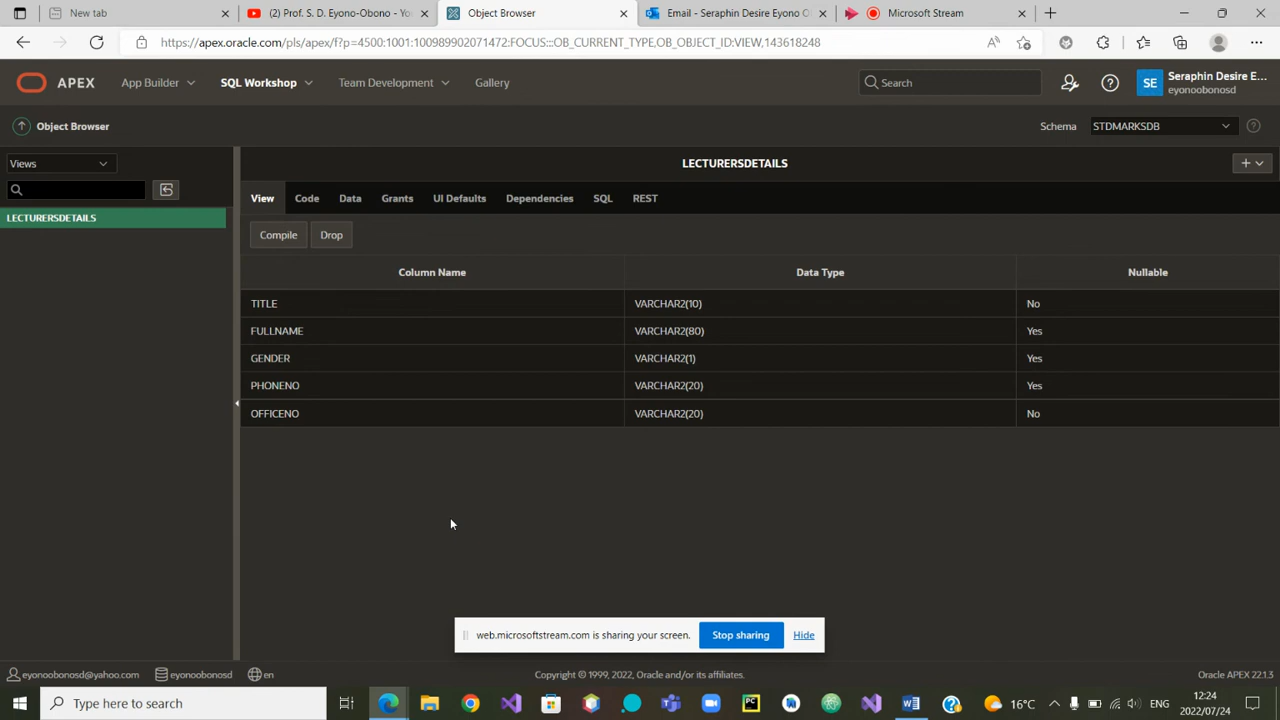 New tab
(2) Prof. S. D. Eyono-Obono - Yo
Object Browser
Email - Seraphin Desire Eyono O
Microsoft Stream
https://apex.oracle.com/pls/apex/f?p=4500:1001:100989902071472:FOCUS:::OB_CURRENT_TYPE,OB_OBJECT_ID:VIEW,143618248
APEX
App Builder
SQL Workshop
Team Development
Gallery
Search
SE
Seraphin Desire E...
eyonoobonosd
Object Browser
Schema
STDMARKSDB
Views
LECTURERSDETAILS
LECTURERSDETAILS
View
Code
Data
Grants
UI Defaults
Dependencies
SQL
REST
Compile
Drop
Column Name
Data Type
Nullable
TITLE
VARCHAR2(10)
No
FULLNAME
VARCHAR2(80)
Yes
GENDER
VARCHAR2(1)
Yes
PHONENO
VARCHAR2(20)
Yes
OFFICENO
VARCHAR2(20)
No
web.microsoftstream.com is sharing your screen.
Stop sharing
Hide
eyonoobonosd@yahoo.com
eyonoobonosd
en
Copyright © 1999, 2022, Oracle and/or its affiliates.
Oracle APEX 22.1.3
Type here to search
16°C
ENG
12:24
2022/07/24